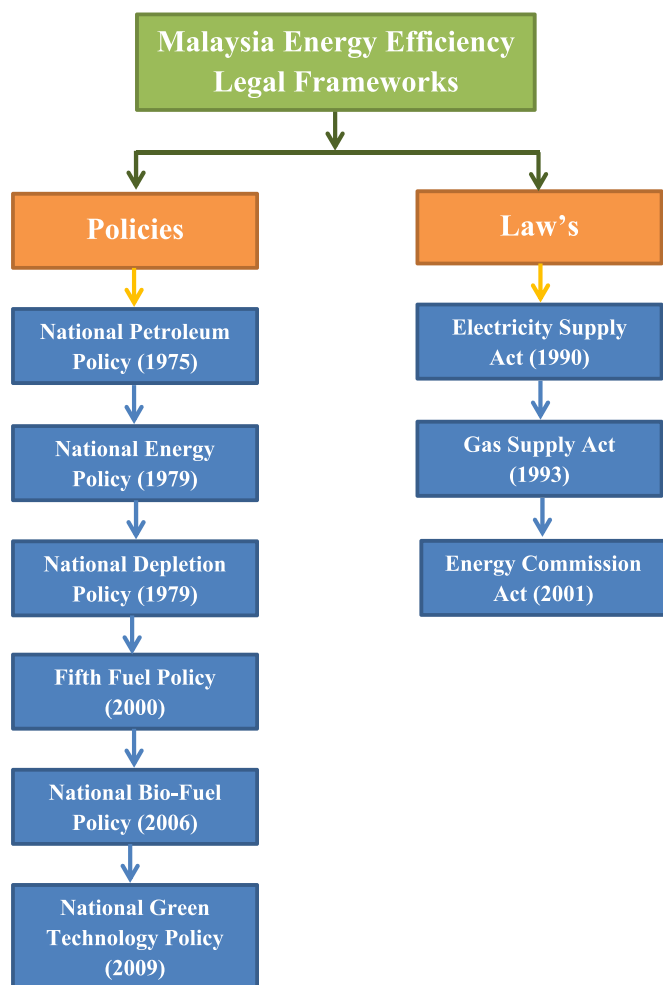 Malaysia Energy Efficiency
Legal Frameworks
Policies
National Petroleum
Policy (1975)
National Energy
Policy (1979)
National Depletion
Policy (1979)
Fifth Fuel Policy
(2000)
National Bio-Fuel
Policy (2006)
National Green
Technology Policy
(2009)
Law’s
Electricity Supply
Act (1990)
Gas Supply Act
(1993)
Energy Commission
Act (2001)